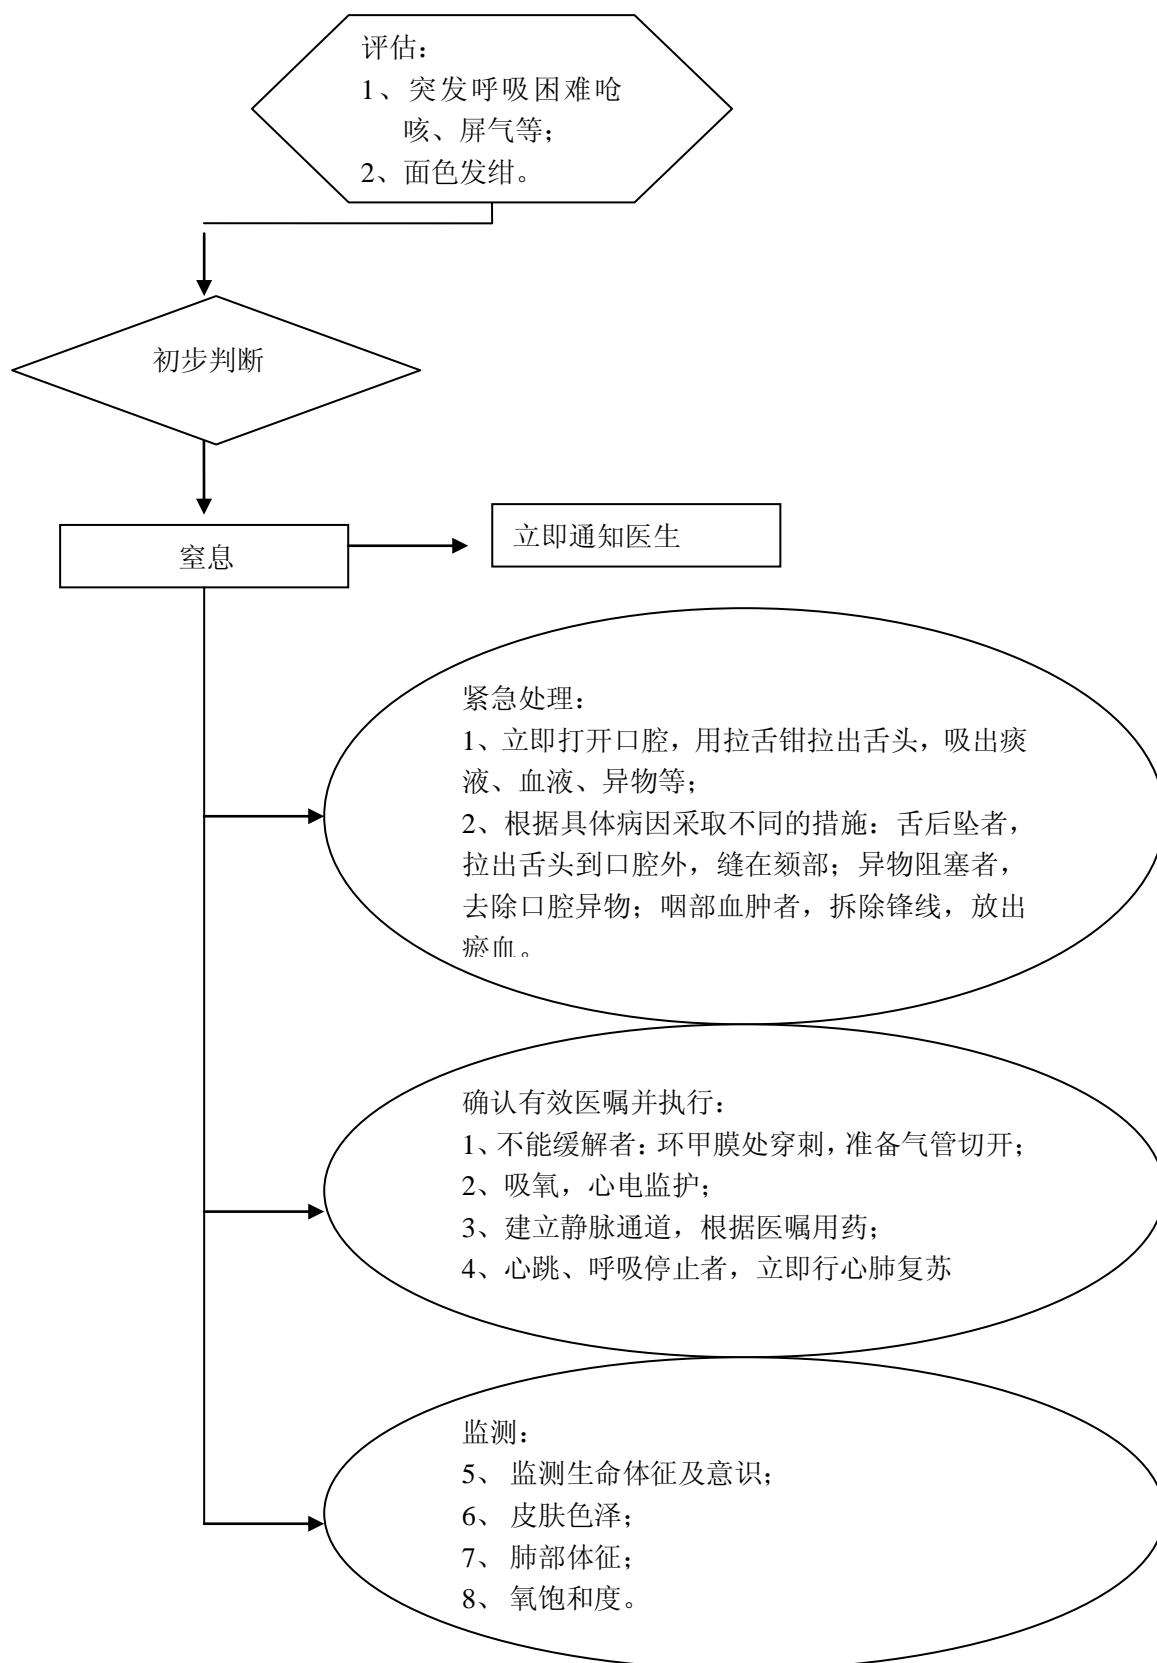 评估：
1、突发呼吸困难呛
咳、屏气等；
2、面色发绀。
初步判断
窒息
立即通知医生
紧急处理：
1、立即打开口腔，用拉舌钳拉出舌头，吸出痰
液、血液、异物等；
2、根据具体病因采取不同的措施：舌后坠者，
拉出舌头到口腔外，缝在颏部；异物阻塞者，
去除口腔异物；咽部血肿者，拆除锋线，放出
瘀血。
确认有效医嘱并执行：
1、不能缓解者：环甲膜处穿刺，准备气管切开；
2、吸氧，心电监护；
3、建立静脉通道，根据医嘱用药；
4、心跳、呼吸停止者，立即行心肺复苏
监测：
5、 监测生命体征及意识；
6、 皮肤色泽；
7、 肺部体征；
8、 氧饱和度。